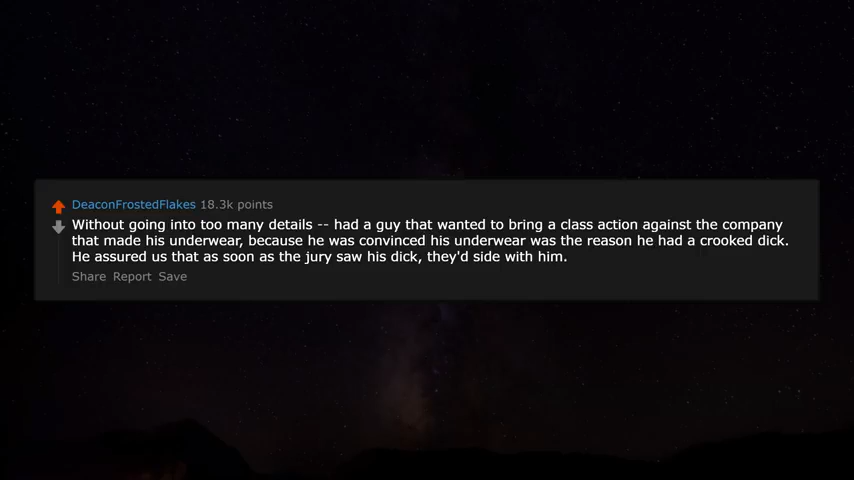 DeaconFrostedFlakes 18.3k points
Without going into too many details -- had a guy that wanted to bring a class action against the company
that made his underwear, because he was convinced his underwear was the reason he had a crooked dick.
He assured us that as soon as the jury saw his dick, they'd side with him.
Share Report Save